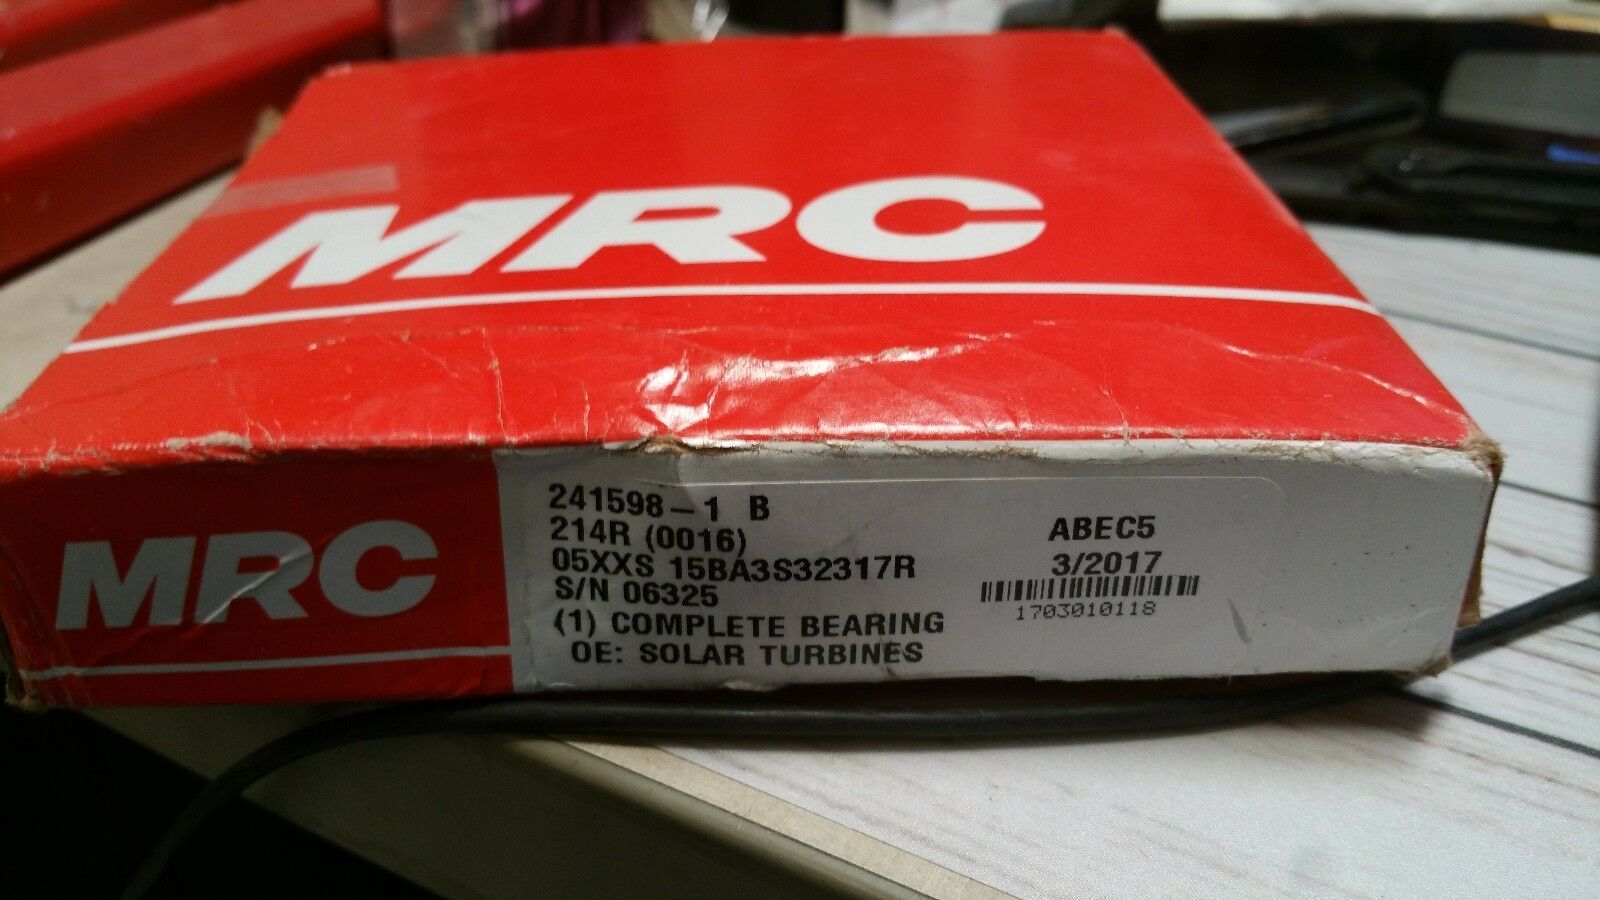 MRC
MRC
241598-1 B
214R (0016)
05XXS 15BA3S32317R
S/N 06325
(1) COMPLETE BEARING
OE: SOLAR TURBINES
ABEC5
3/2017
1703010118